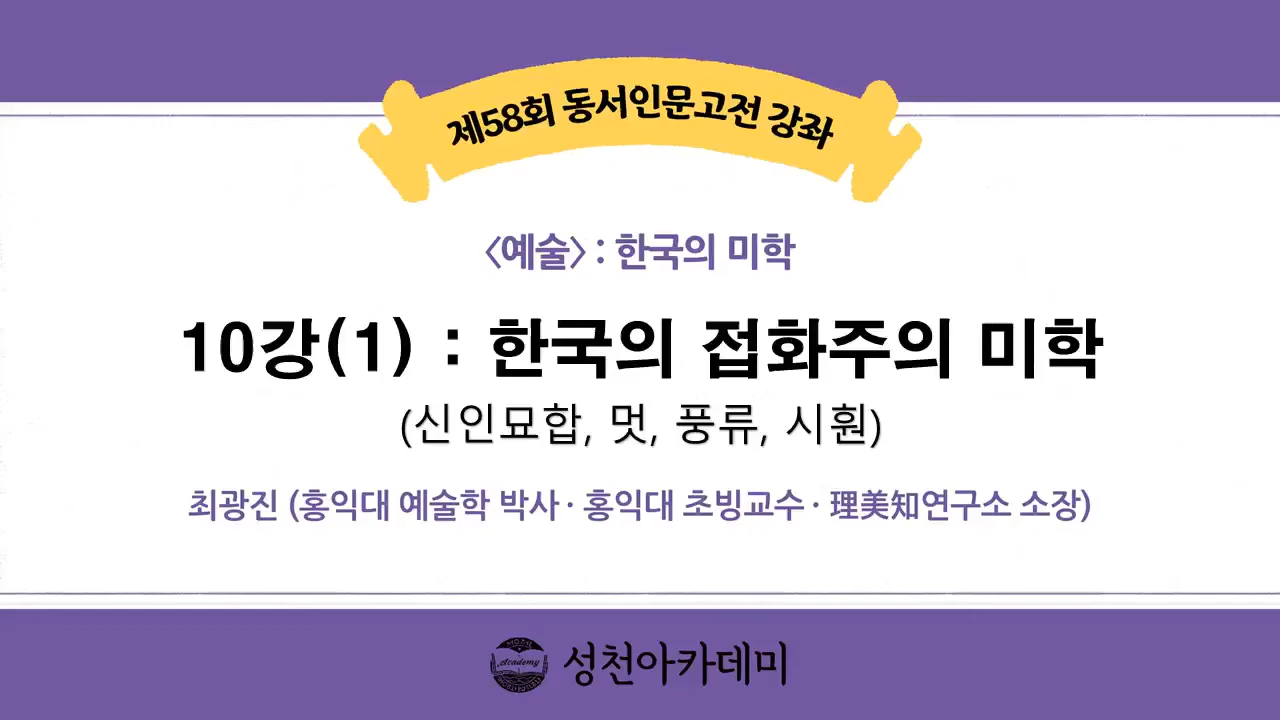 제58회 동서인문고전 강좌
<예술> : 한국의 미학
10강(1) : 한국의 접화주의 미학
(신인묘합, 멋, 풍류, 시훤)
최광진 (홍익대 예술학 박사 · 홍익대 초빙교수 · 理美知연구소 소장)
Academy
성천아카데미